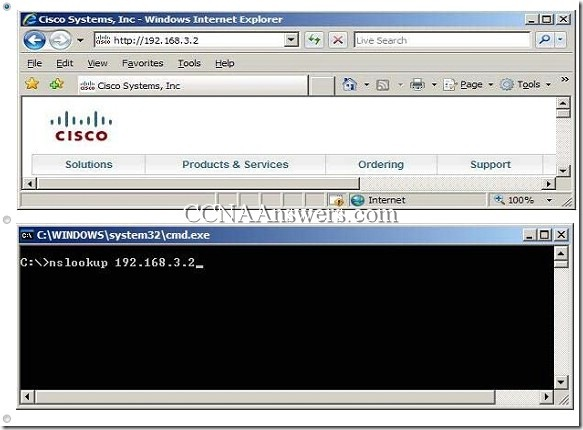 Cisco Systems, Inc - Windows Internet Explorer
http://192.168.3.2
Live Search
File Edit View Favorites Tools Help
Cisco Systems, Inc
Page Tools
CISCO
Solutions Products & Services Ordering Support
Internet 100%
CCNAAnswers.com
C:\WINDOWS\system32\cmd.exe
C:\>nslookup 192.168.3.2_